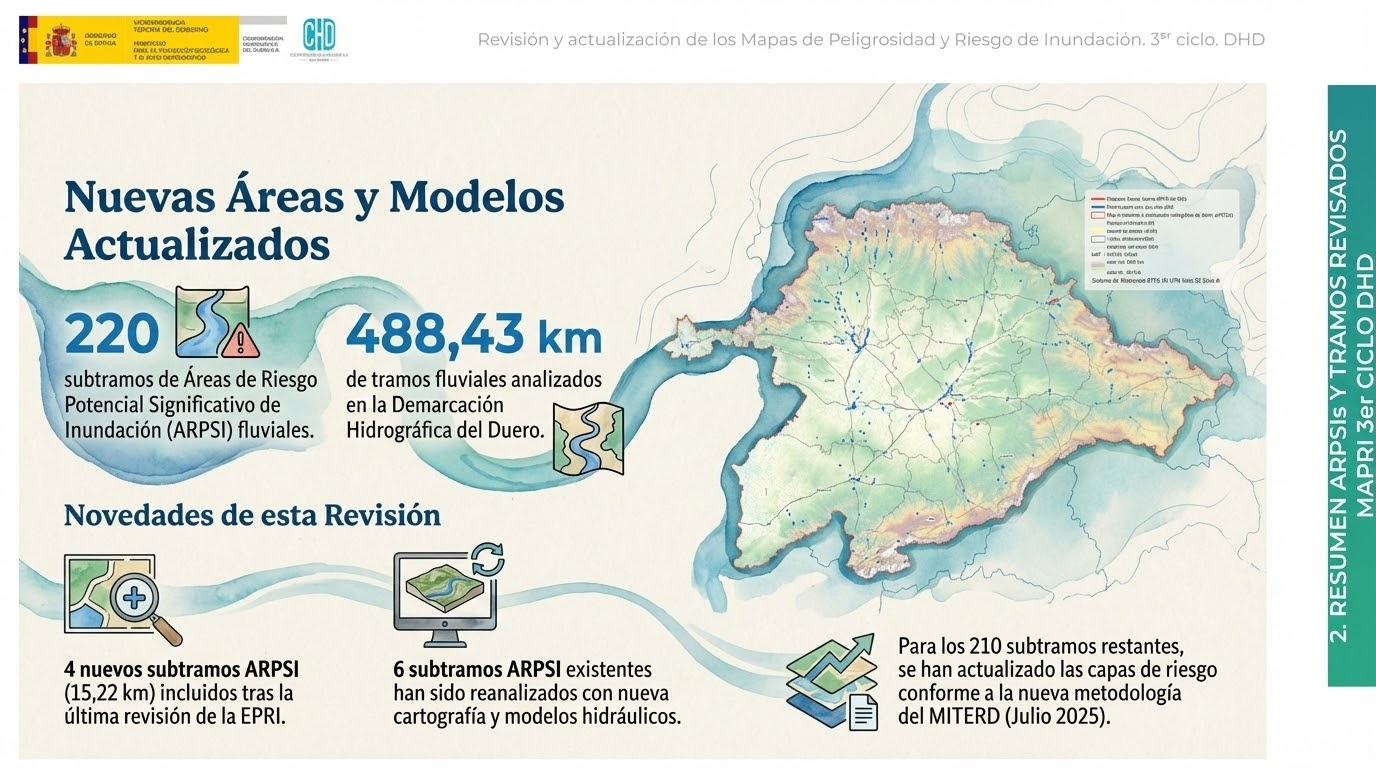 CHD
Revisión y actualización de los Mapas de Peligrosidad y Riesgo de Inundación. 3er ciclo. DHD
Nuevas Áreas y Modelos
Actualizados
220
subtramos de Áreas de Riesgo
Potencial Significativo de
Inundación (ARPSI) fluviales.
488,43 km
de tramos fluviales analizados
en la Demarcación
Hidrográfica del Duero.
Novedades de esta Revisión
4 nuevos subtramos ARPSI
(15,22 km) incluidos tras la
última revisión de la EPRI.
6 subtramos ARPSI existentes
han sido reanalizados con nueva
cartografía y modelos hidráulicos.
Para los 210 subtramos restantes,
se han actualizado las capas de riesgo
conforme a la nueva metodología
del MITERD (Julio 2025).
2. RESUMEN ARPSIs Y TRAMOS REVISADOS
MAPRI 3er CICLO DHD